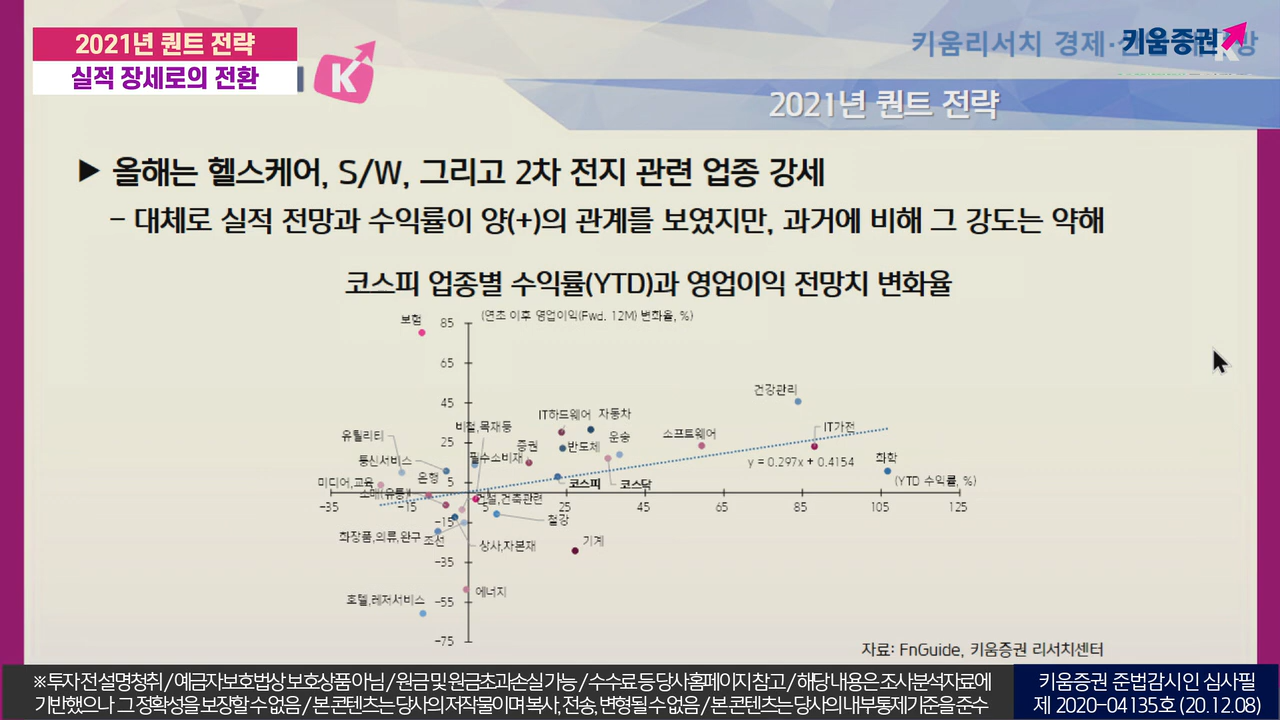 2021년 퀀트 전략
실적 장세로의 전환
K
키움리서치 경제·
키움증권
2021년 퀀트 전략
▶ 올해는 헬스케어, S/W, 그리고 2차 전지 관련 업종 강세
– 대체로 실적 전망과 수익률이 양(+)의 관계를 보였지만, 과거에 비해 그 강도는 약해
코스피 업종별 수익률(YTD)과 영업이익 전망치 변화율
(연초 이후 영업이익(Fwd. 12M) 변화율, %)
보험
85
65
건강관리
45
IT하드웨어 자동차
비철,목재등
IT가전
유틸리티
25
증권
반도체
운송
소프트웨어
통신서비스
필수소비재
y = 0.297x + 0.4154
화학
은행
미디어,교육
5
코스피
코스닥
(YTD 수익률, %)
소매(유통)
건설,건축관련
-35
-15
5
25
45
65
85
105
125
-15
철강
화장품,의류,완구
조선
상사,자본재
기계
-35
에너지
호텔,레저서비스
-55
-75
자료: FnGuide, 키움증권 리서치센터
※ 투자 전 설명청취 / 예금자보호법상 보호상품 아님 / 원금 및 원금초과손실 가능 / 수수료 등 당사홈페이지 참고 / 해당 내용은 조사분석자료에
기반했으나 그 정확성을 보장할 수 없음 / 본 콘텐츠는 당사의 저작물이며 복사, 전송, 변형될 수 없음 / 본 콘텐츠는 당사의 내부통제기준을 준수
키움증권 준법감시인 심사필
제 2020-04135호 (20.12.08)